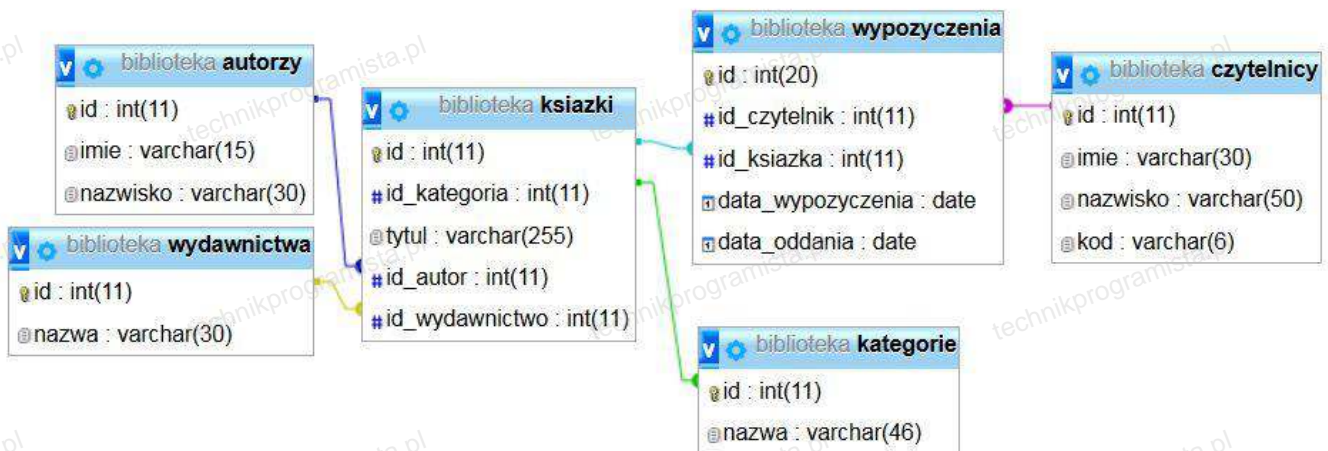 biblioteka autorzy
id : int(11)
imie : varchar(15)
nazwisko : varchar(30)
biblioteka wydawnictwa
id : int(11)
nazwa : varchar(30)
biblioteka ksiazki
id : int(11)
id_kategoria : int(11)
tytul : varchar(255)
id_autor : int(11)
id_wydawnictwo : int(11)
biblioteka wypozyczenia
id : int(20)
id_czytelnik : int(11)
id_ksiazka : int(11)
data_wypozyczenia : date
data_oddania : date
biblioteka kategorie
id : int(11)
nazwa : varchar(46)
biblioteka czytelnicy
id : int(11)
imie : varchar(30)
nazwisko : varchar(50)
kod : varchar(6)
technikprogramista.pl